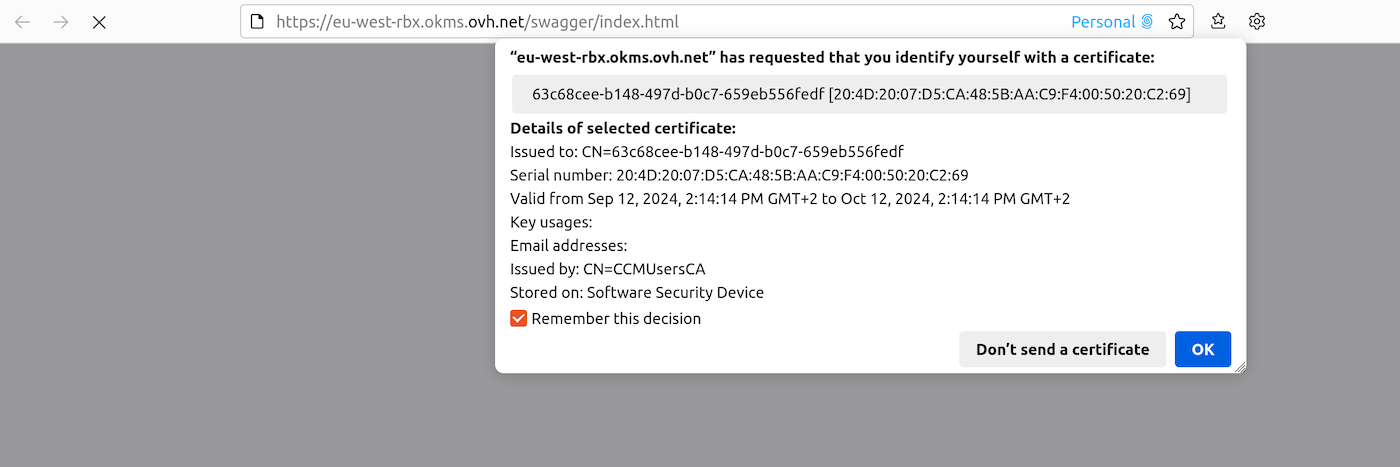 https://eu-west-rbx.okms.ovh.net/swagger/index.html
Personal
“eu-west-rbx.okms.ovh.net” has requested that you identify yourself with a certificate:
63c68cee-b148-497d-b0c7-659eb556fedf [20:4D:20:07:D5:CA:48:5B:AA:C9:F4:00:50:20:C2:69]
Details of selected certificate:
Issued to: CN=63c68cee-b148-497d-b0c7-659eb556fedf
Serial number: 20:4D:20:07:D5:CA:48:5B:AA:C9:F4:00:50:20:C2:69
Valid from Sep 12, 2024, 2:14:14 PM GMT+2 to Oct 12, 2024, 2:14:14 PM GMT+2
Key usages:
Email addresses:
Issued by: CN=CCMUsersCA
Stored on: Software Security Device
Remember this decision
Don’t send a certificate
OK